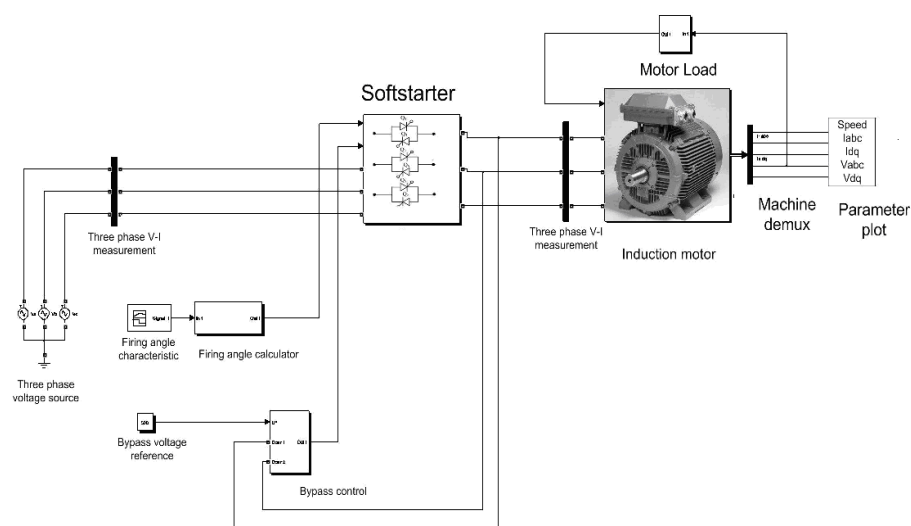 Motor Load
Softstarter
Speed
Iabc
Idq
Vabc
Vdq
Three phase V-I
measurement
Three phase V-I
measurement
Induction motor
Machine
demux
Parameter
plot
Firing angle
characteristic
Firing angle calculator
Three phase
voltage source
Bypass voltage
reference
Bypass control